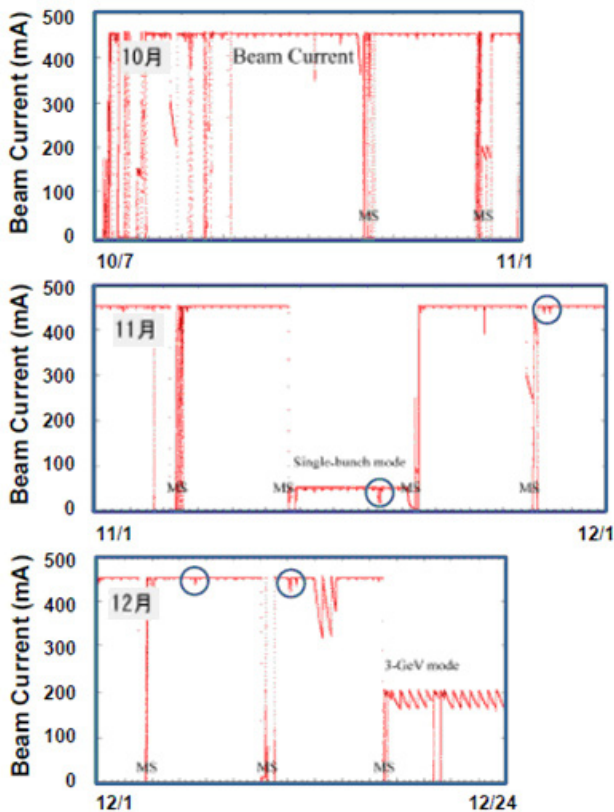 Beam Current (mA)
500
400
300
200
100
0
10月
Beam Current
MS
MS
10/7
11/1
Beam Current (mA)
500
400
300
200
100
0
11月
Single-bunch mode
MS
MS
MS
MS
11/1
12/1
Beam Current (mA)
500
400
300
200
100
0
12月
3-GeV mode
MS
MS
MS
12/1
12/24